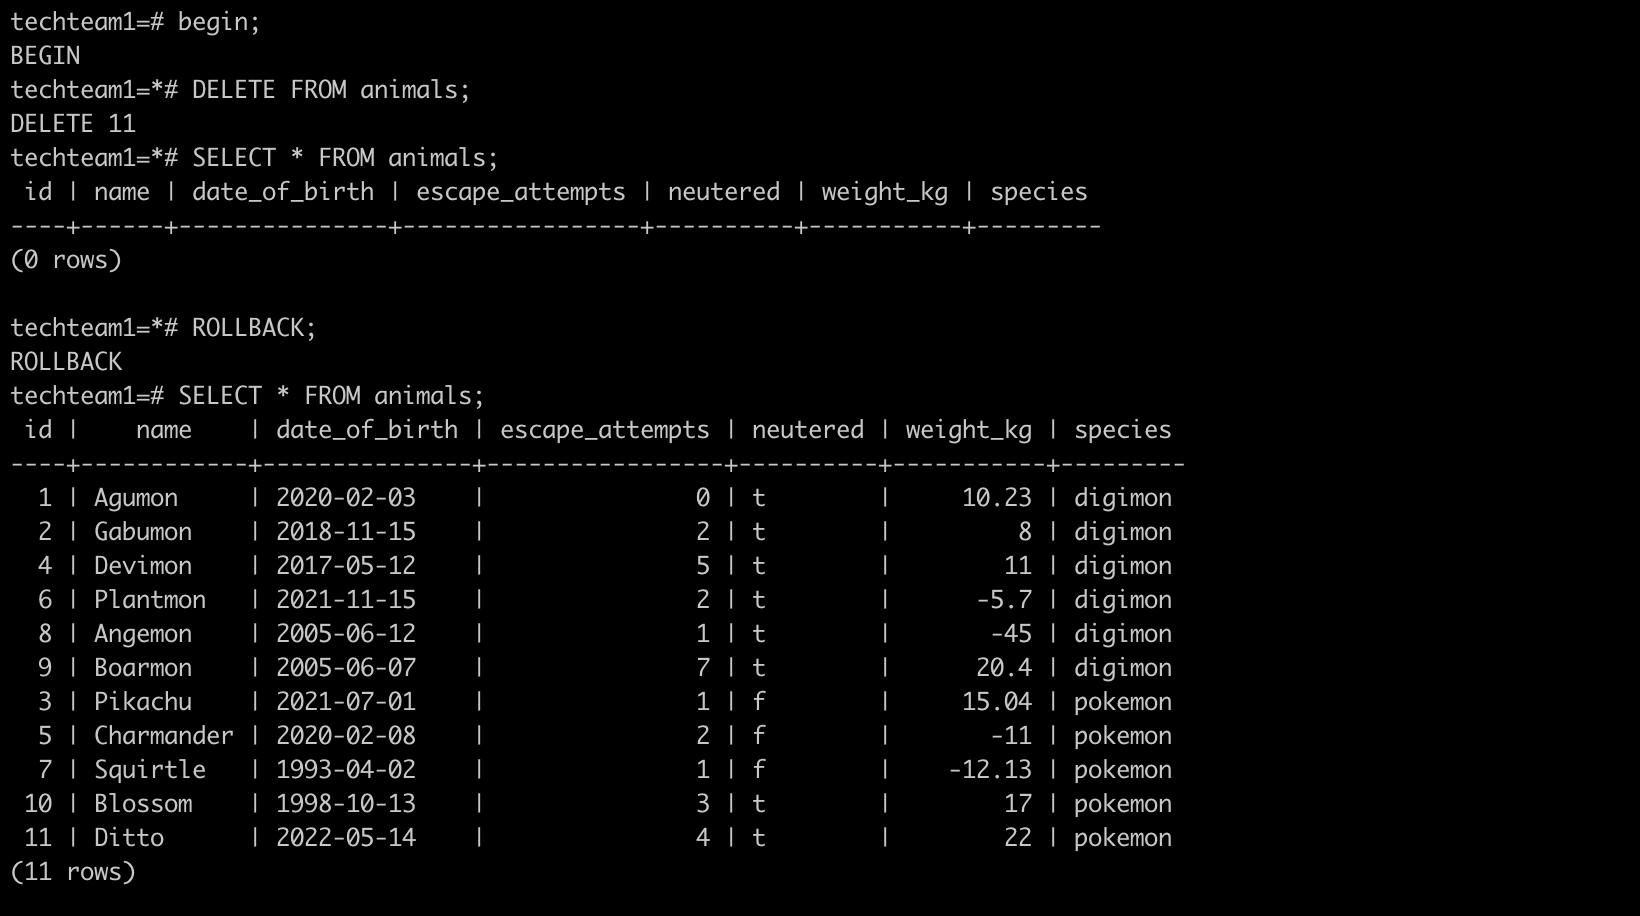 techteam1=# begin;
BEGIN
techteam1=*# DELETE FROM animals;
DELETE 11
techteam1=*# SELECT * FROM animals;
 id | name | date_of_birth | escape_attempts | neutered | weight_kg | species
----+------+---------------+-----------------+----------+-----------+---------
(0 rows)

techteam1=*# ROLLBACK;
ROLLBACK
techteam1=# SELECT * FROM animals;
 id |    name    | date_of_birth | escape_attempts | neutered | weight_kg | species
----+------------+---------------+-----------------+----------+-----------+---------
  1 | Agumon     | 2020-02-03    |               0 | t        |     10.23 | digimon
  2 | Gabumon    | 2018-11-15    |               2 | t        |         8 | digimon
  4 | Devimon    | 2017-05-12    |               5 | t        |        11 | digimon
  6 | Plantmon   | 2021-11-15    |               2 | t        |      -5.7 | digimon
  8 | Angemon    | 2005-06-12    |               1 | t        |       -45 | digimon
  9 | Boarmon    | 2005-06-07    |               7 | t        |      20.4 | digimon
  3 | Pikachu    | 2021-07-01    |               1 | f        |     15.04 | pokemon
  5 | Charmander | 2020-02-08    |               2 | f        |       -11 | pokemon
  7 | Squirtle   | 1993-04-02    |               1 | f        |    -12.13 | pokemon
 10 | Blossom    | 1998-10-13    |               3 | t        |        17 | pokemon
 11 | Ditto      | 2022-05-14    |               4 | t        |        22 | pokemon
(11 rows)